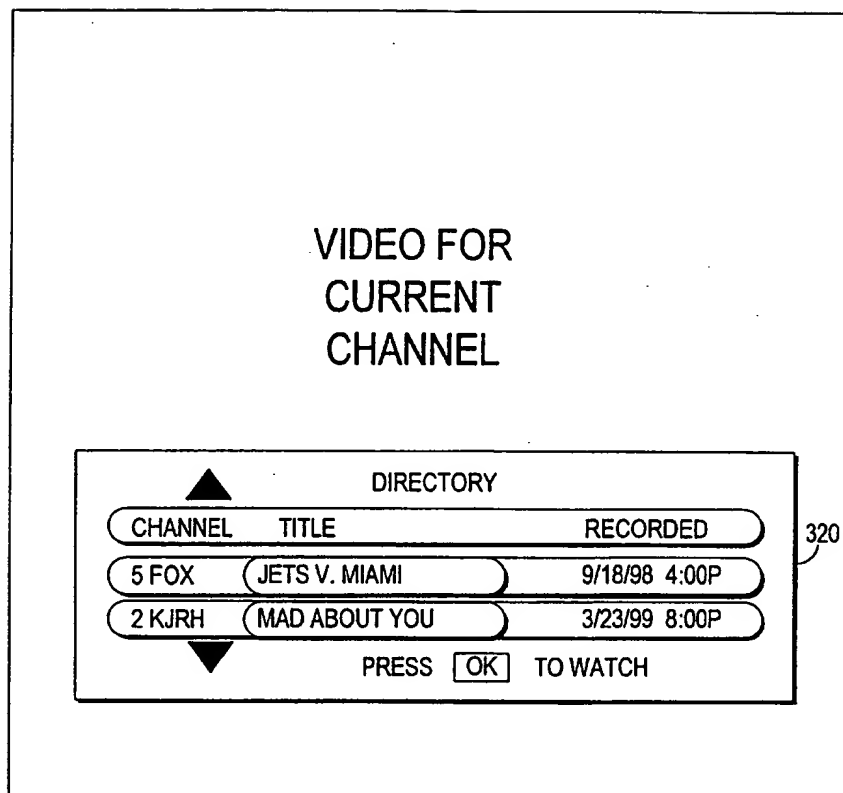 VIDEO FOR
CURRENT
CHANNEL
DIRECTORY
CHANNEL TITLE RECORDED
5 FOX JETS V. MIAMI 9/18/98 4:00P
2 KJRH MAD ABOUT YOU 3/23/99 8:00P
PRESS OK TO WATCH
320